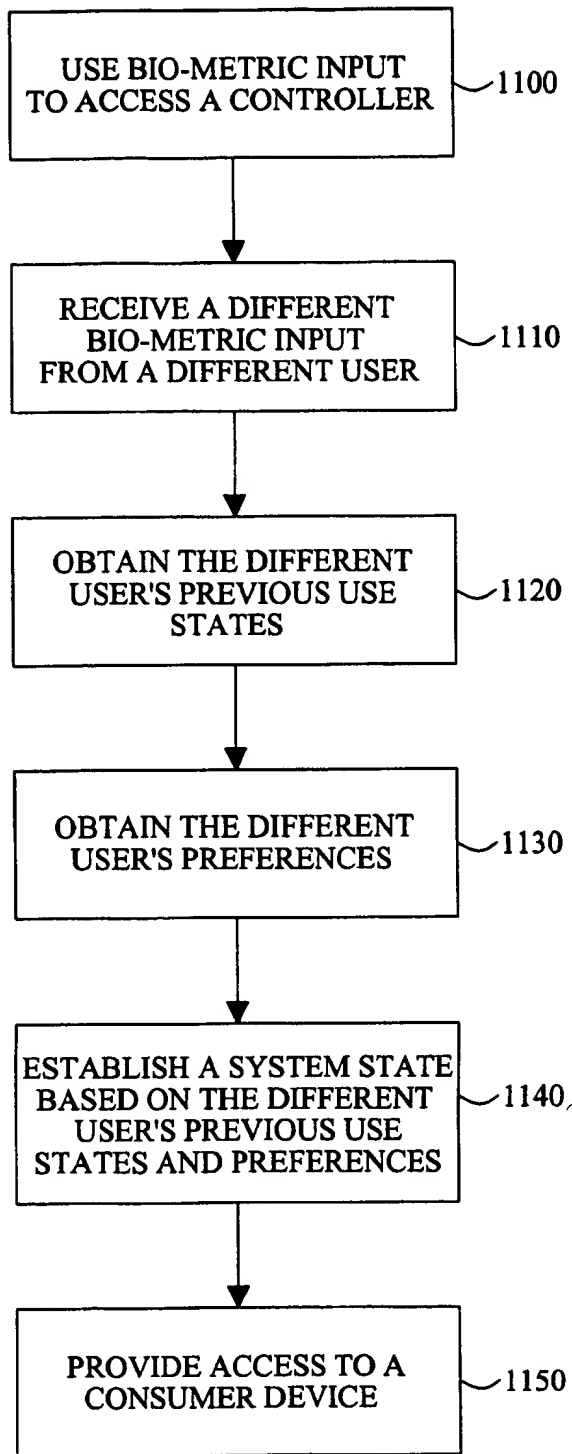 USE BIO-METRIC INPUT
TO ACCESS A CONTROLLER
1100
RECEIVE A DIFFERENT
BIO-METRIC INPUT
FROM A DIFFERENT USER
1110
OBTAIN THE DIFFERENT
USER'S PREVIOUS USE
STATES
1120
OBTAIN THE DIFFERENT
USER'S PREFERENCES
1130
ESTABLISH A SYSTEM STATE
BASED ON THE DIFFERENT
USER'S PREVIOUS USE
STATES AND PREFERENCES
1140
PROVIDE ACCESS TO A
CONSUMER DEVICE
1150